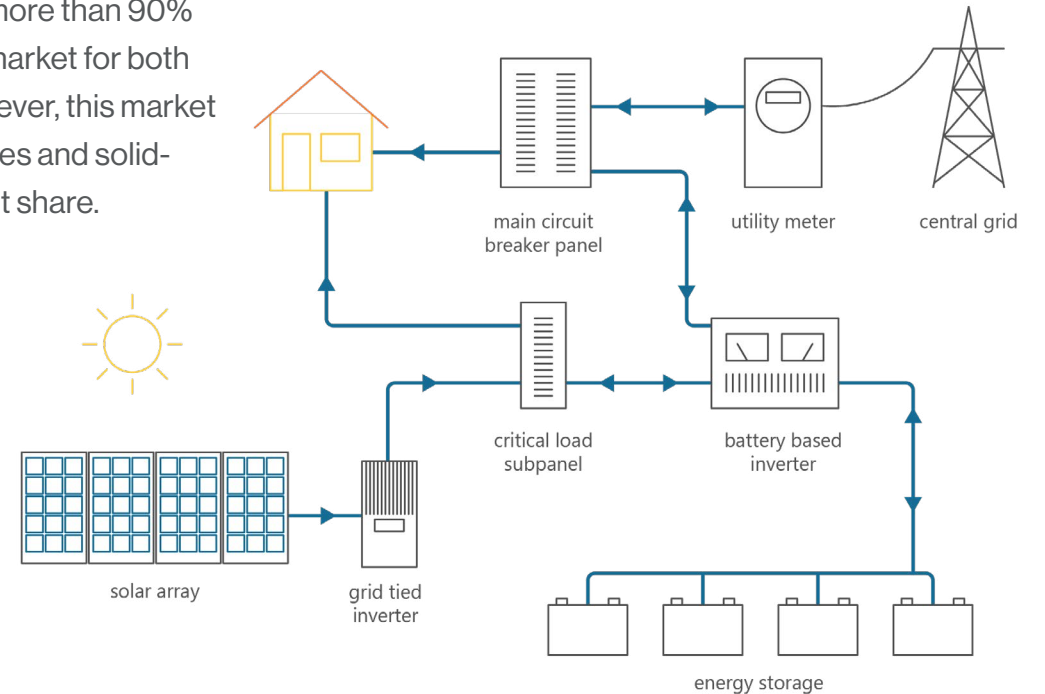 more than 90%
market for both
ever, this market
es and solid-
t share.
main circuit
breaker panel
utility meter
central grid
critical load
subpanel
battery based
inverter
solar array
grid tied
inverter
energy storage